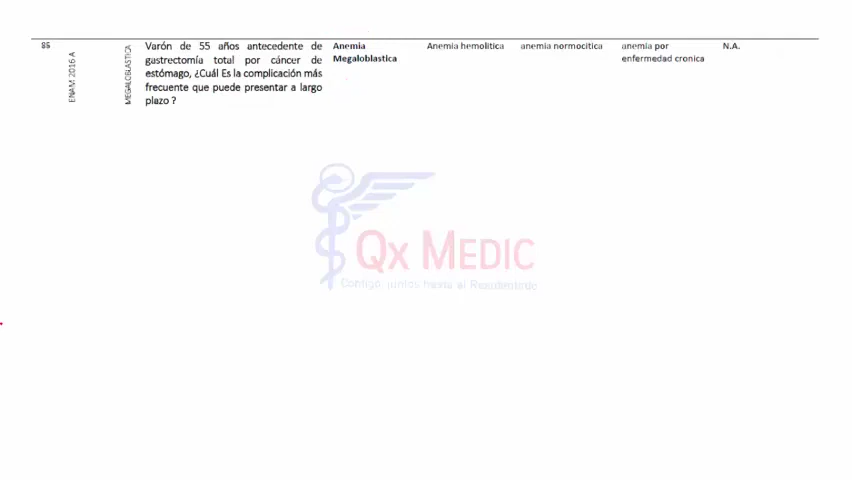 85
ENAM 2016 A
MEGALOBLASTICA
Varón de 55 años antecedente de
gastrectomía total por cáncer de
estómago, ¿Cuál Es la complicación más
frecuente que puede presentar a largo
plazo ?
Anemia
Megaloblastica
Anemia hemolitica
anemia normocitica
anemia por
enfermedad cronica
N.A.
QX MEDIC
Contigo, juntos hasta el Residentado